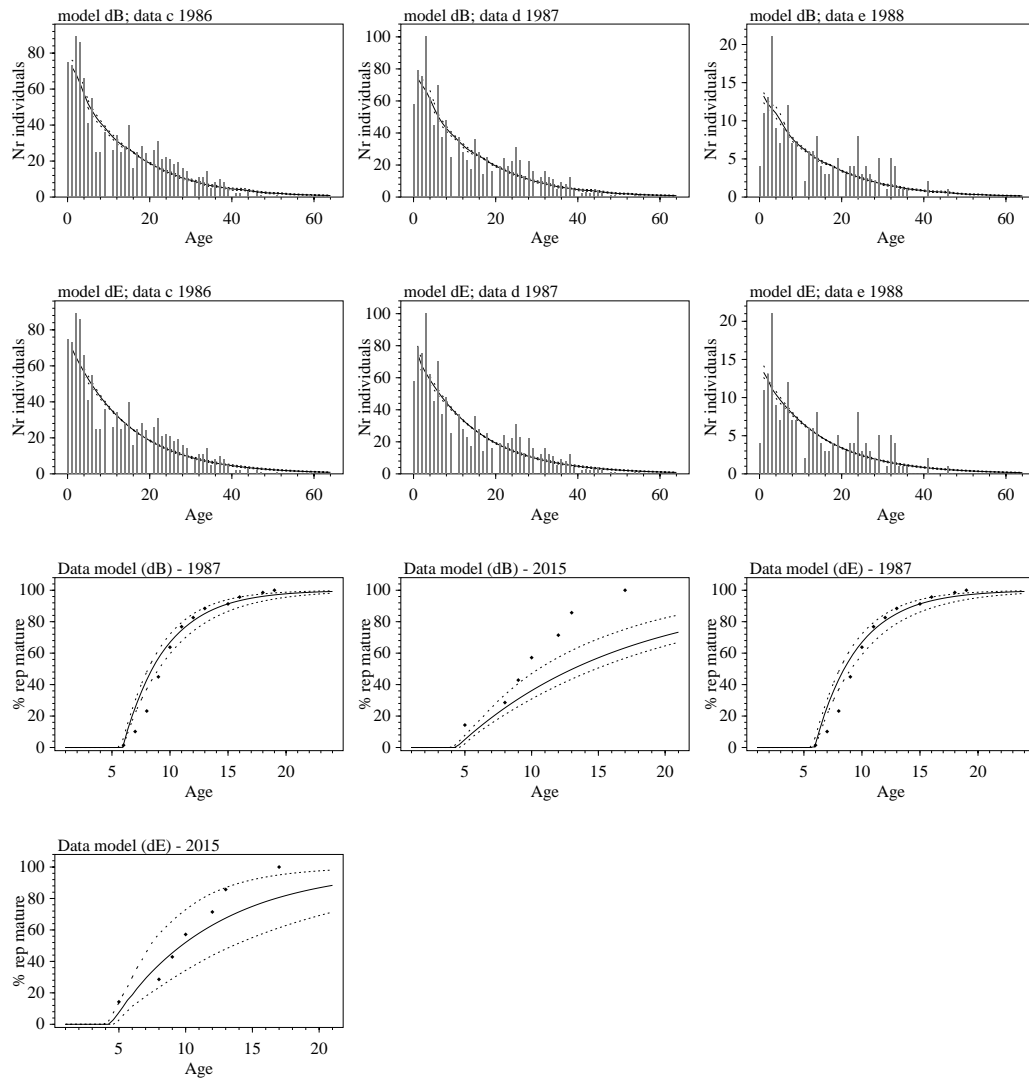 model dB; data c 1986
Nr individuals
0 20 40 60 80
0 20 40 60
Age
model dB; data d 1987
Nr individuals
0 20 40 60 80 100
0 20 40 60
Age
model dB; data e 1988
Nr individuals
0 5 10 15 20
0 20 40 60
Age
model dE; data c 1986
Nr individuals
0 20 40 60 80
0 20 40 60
Age
model dE; data d 1987
Nr individuals
0 20 40 60 80 100
0 20 40 60
Age
model dE; data e 1988
Nr individuals
0 5 10 15 20
0 20 40 60
Age
Data model (dB) - 1987
% rep mature
0 20 40 60 80 100
5 10 15 20
Age
Data model (dB) - 2015
% rep mature
0 20 40 60 80 100
5 10 15 20
Age
Data model (dE) - 1987
% rep mature
0 20 40 60 80 100
5 10 15 20
Age
Data model (dE) - 2015
% rep mature
0 20 40 60 80 100
5 10 15 20
Age